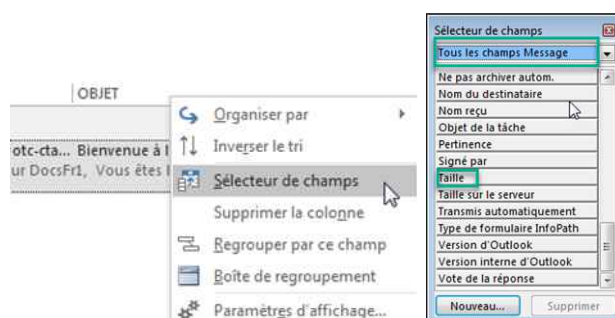 OBJET
otc-cta... Bienvenue à l
ur DocsFr1, Vous êtes l
Organiser par
Inverser le tri
Sélecteur de champs
Supprimer la colonne
Regrouper par ce champ
Boîte de regroupement
Paramètres d'affichage...
Sélecteur de champs
Tous les champs Message
Ne pas archiver autom.
Nom du destinataire
Nom reçu
Objet de la tâche
Pertinence
Signé par
Taille
Taille sur le serveur
Transmis automatiquement
Type de formulaire InfoPath
Version d'Outlook
Version interne d'Outlook
Vote de la réponse
Nouveau...
Supprimer